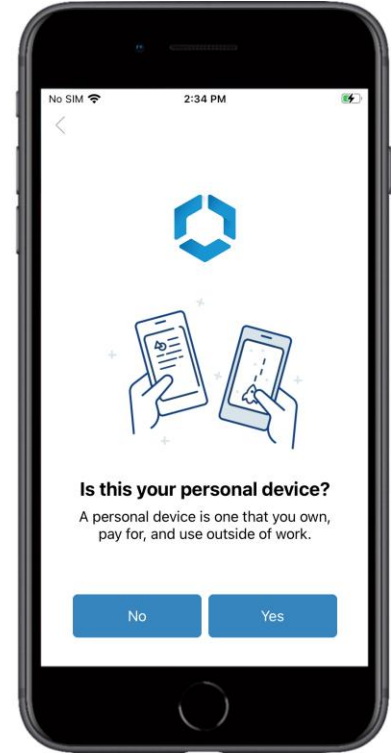 No SIM 2:34 PM
Is this your personal device?
A personal device is one that you own,
pay for, and use outside of work.
No Yes